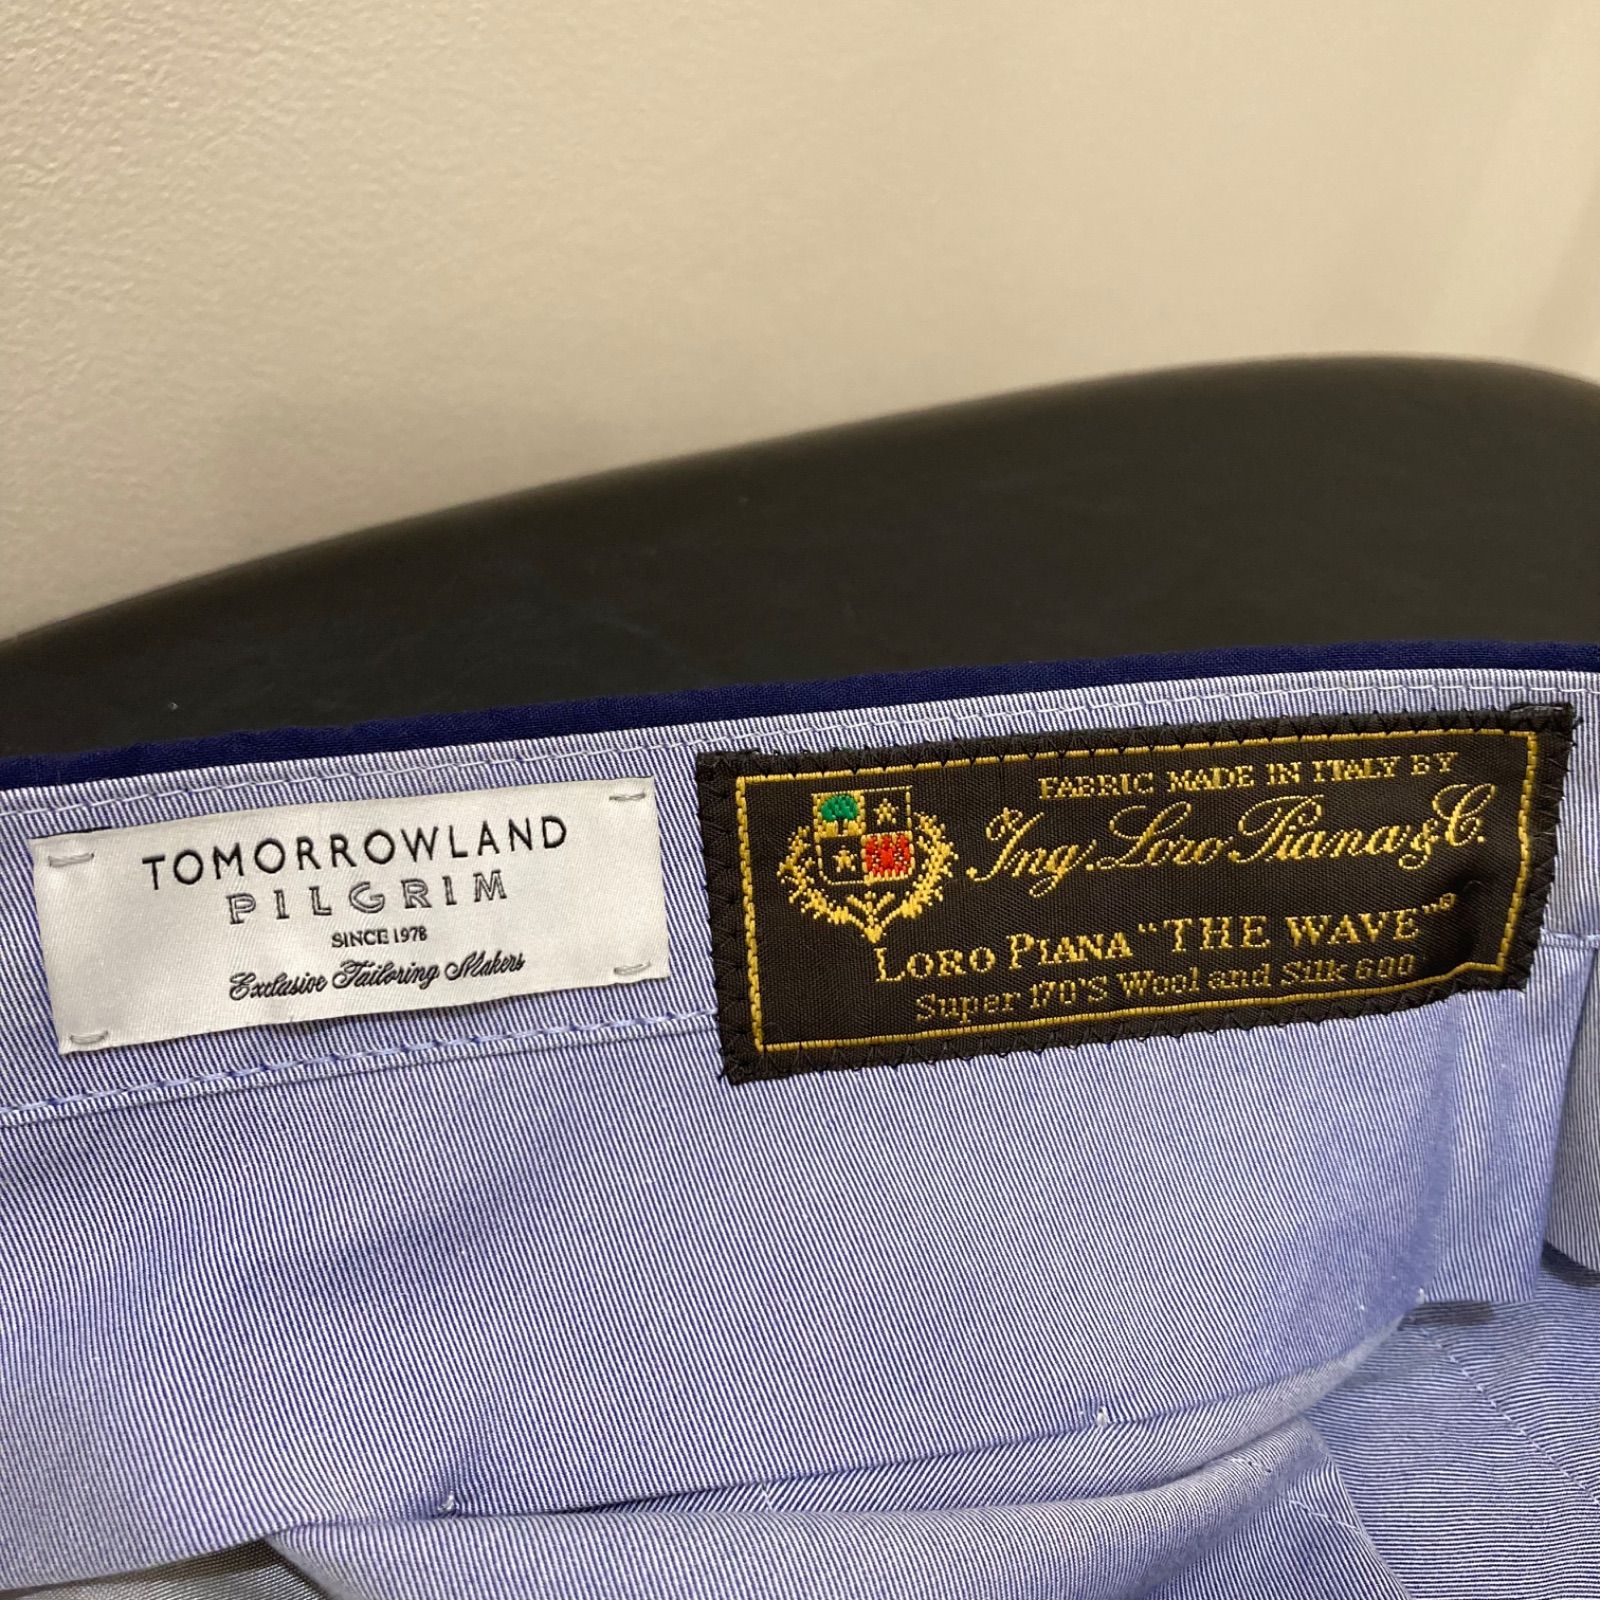 TOMORROWLAND
PILGRIM
SINCE 1978
Exclusive Tailoring Makers
FABRIC MADE IN ITALY BY
Ing. Loro Piana & C.
LORO PIANA "THE WAVE"®
Super 170'S Wool and Silk 600